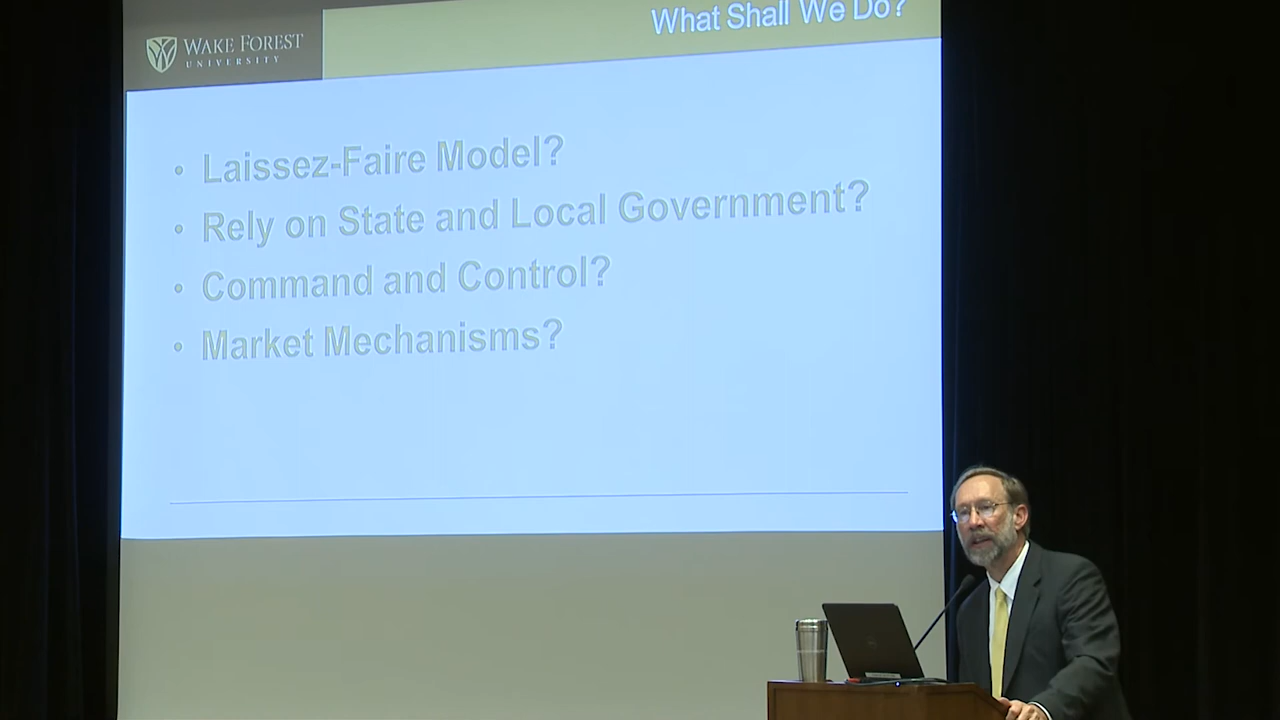 WAKE FOREST
UNIVERSITY
What Shall We Do?
• Laissez-Faire Model?
• Rely on State and Local Government?
• Command and Control?
• Market Mechanisms?